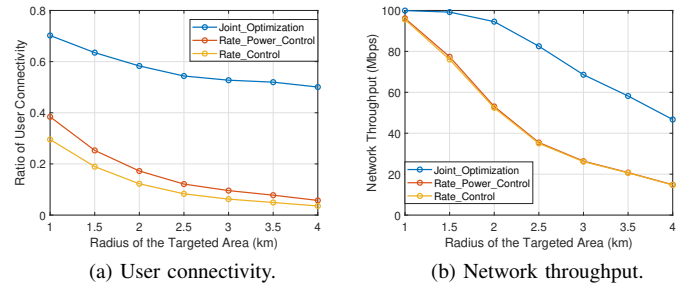 0.8
0.6
0.4
0.2
0
Ratio of User Connectivity
Joint_Optimization
Rate_Power_Control
Rate_Control
1 1.5 2 2.5 3 3.5 4
Radius of the Targeted Area (km)
(a) User connectivity.
100
80
60
40
20
0
Network Throughput (Mbps)
Joint_Optimization
Rate_Power_Control
Rate_Control
1 1.5 2 2.5 3 3.5 4
Radius of the Targeted Area (km)
(b) Network throughput.